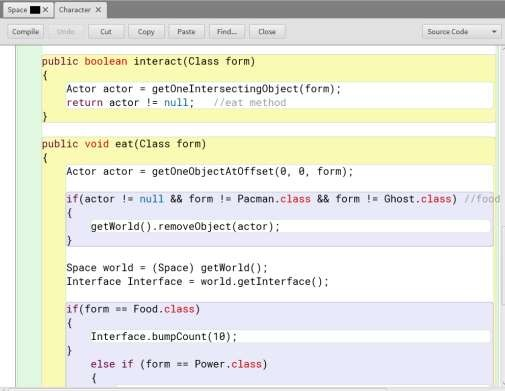 Space
Character
Compile Undo Cut Copy Paste Find... Close Source Code
public boolean interact(Class form)
{
Actor actor = getOneIntersectingObject(form);
return actor != null; //eat method
}
public void eat(Class form)
{
Actor actor = getOneObjectAtOffset(0, 0, form);
if(actor != null && form != Pacman.class && form != Ghost.class) //food
{
getWorld().removeObject(actor);
}
Space world = (Space) getWorld();
Interface Interface = world.getInterface();
if(form == Food.class)
{
Interface.bumpCount(10);
}
else if (form == Power.class)
{